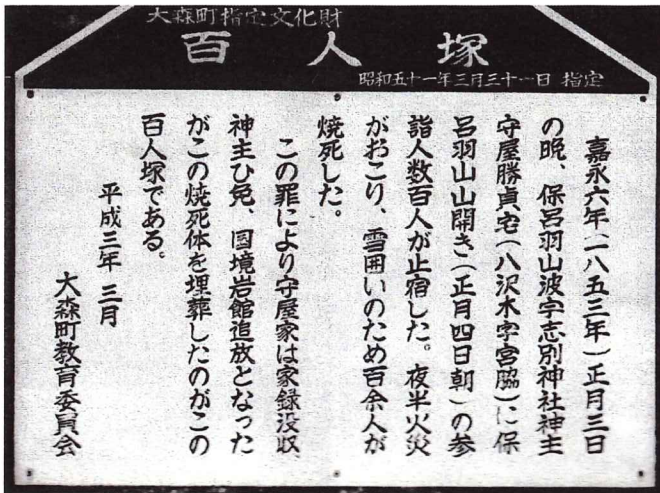 大森町指定文化財
百人塚
昭和五十一年三月三十一日 指定
嘉永六年(一八五三年)正月三日
の晩、保呂羽山波宇志別神社神主
守屋勝貞宅(八沢木字宮脇)に保
呂羽山山開き(正月四日朝)の参
詣人数百人が止宿した。夜半火災
がおこり、雪囲いのため百余人が
焼死した。
この罪により守屋家は家録没収
神主ひ免、国境岩館追放となった
がこの焼死体を埋葬したのがこの
百人塚である。
平成三年 三月
大森町教育委員会